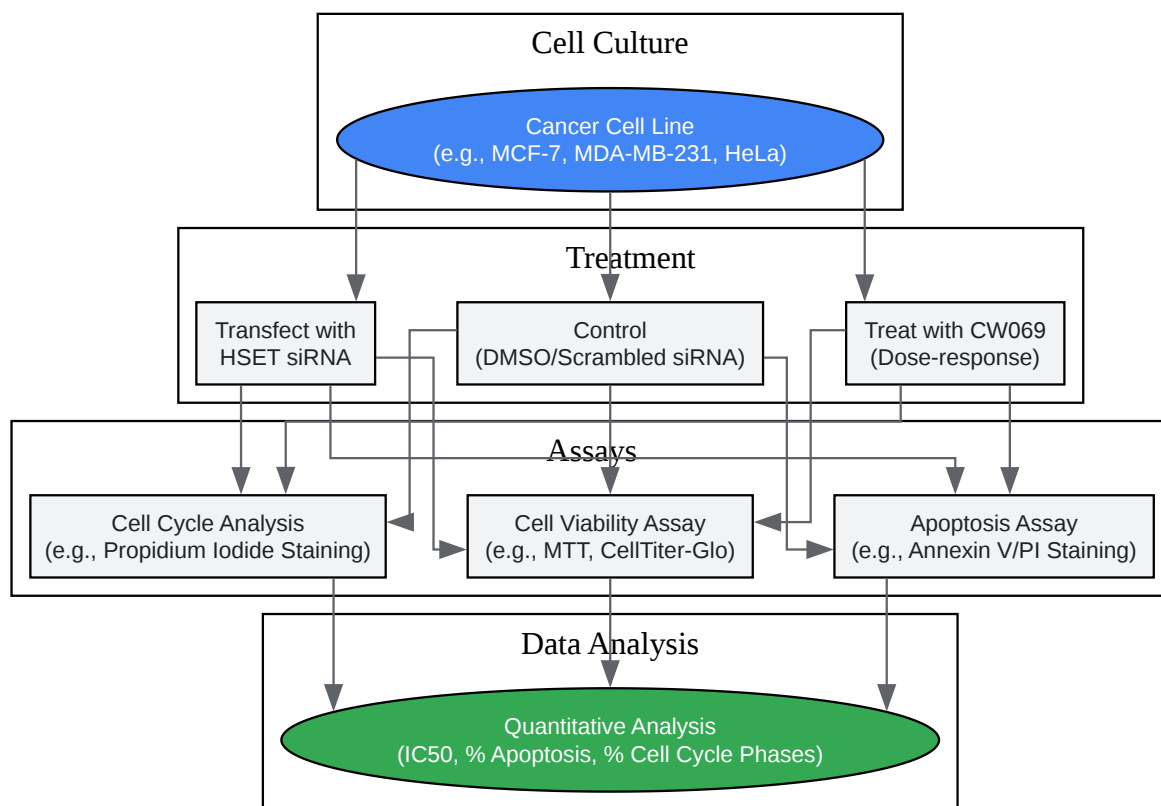 Cell Culture
Cancer Cell Line
(e.g., MCF-7, MDA-MB-231, HeLa)
Treatment
Transfect with
HSET siRNA
Control
(DMSO/Scrambled siRNA)
Treat with CW069
(Dose-response)
Assays
Cell Cycle Analysis
(e.g., Propidium Iodide Staining)
Cell Viability Assay
(e.g., MTT, CellTiter-Glo)
Apoptosis Assay
(e.g., Annexin V/PI Staining)
Data Analysis
Quantitative Analysis
(IC50, % Apoptosis, % Cell Cycle Phases)